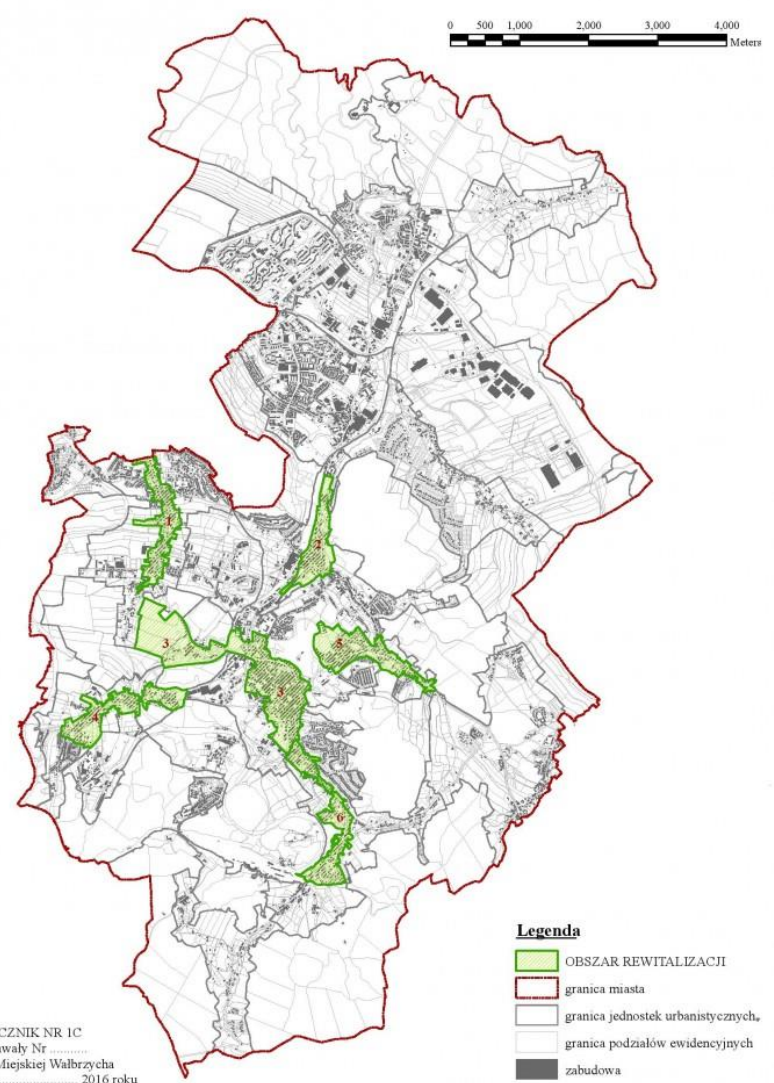 0 500 1,000 2,000 3,000 4,000
Meters
1
2
3
5
3
4
6
Legenda
OBSZAR REWITALIZACJI
granica miasta
granica jednostek urbanistycznych
granica podziałów ewidencyjnych
zabudowa
CZNIK NR 1C
wały Nr ...........
Miejskiej Wałbrzycha
........................ 2016 roku